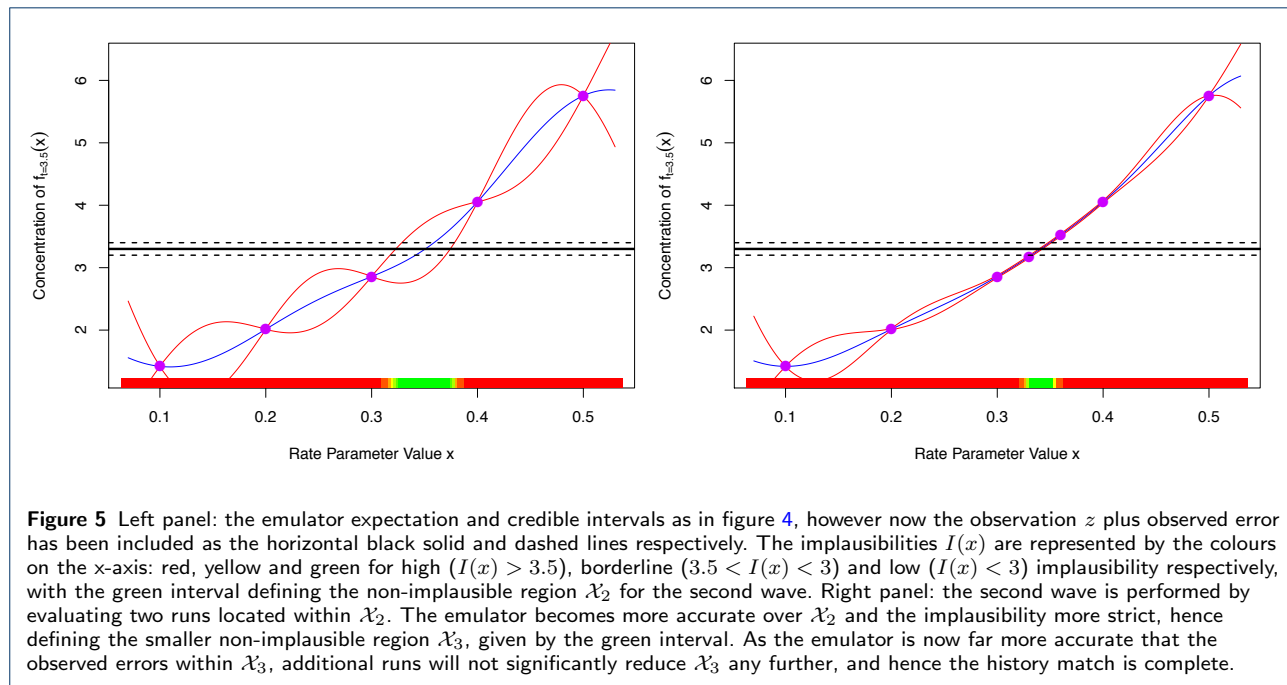 6
5
4
3
2
Concentration of f_{t=3.5}(x)
0.1 0.2 0.3 0.4 0.5
Rate Parameter Value x
6
5
4
3
2
Concentration of f_{t=3.5}(x)
0.1 0.2 0.3 0.4 0.5
Rate Parameter Value x
Figure 5 Left panel: the emulator expectation and credible intervals as in figure 4, however now the observation z plus observed error
has been included as the horizontal black solid and dashed lines respectively. The implausibilities I(x) are represented by the colours
on the x-axis: red, yellow and green for high (I(x) > 3.5), borderline (3.5 < I(x) < 3) and low (I(x) < 3) implausibility respectively,
with the green interval defining the non-implausible region 𝒳₂ for the second wave. Right panel: the second wave is performed by
evaluating two runs located within 𝒳₂. The emulator becomes more accurate over 𝒳₂ and the implausibility more strict, hence
defining the smaller non-implausible region 𝒳₃, given by the green interval. As the emulator is now far more accurate that the
observed errors within 𝒳₃, additional runs will not significantly reduce 𝒳₃ any further, and hence the history match is complete.